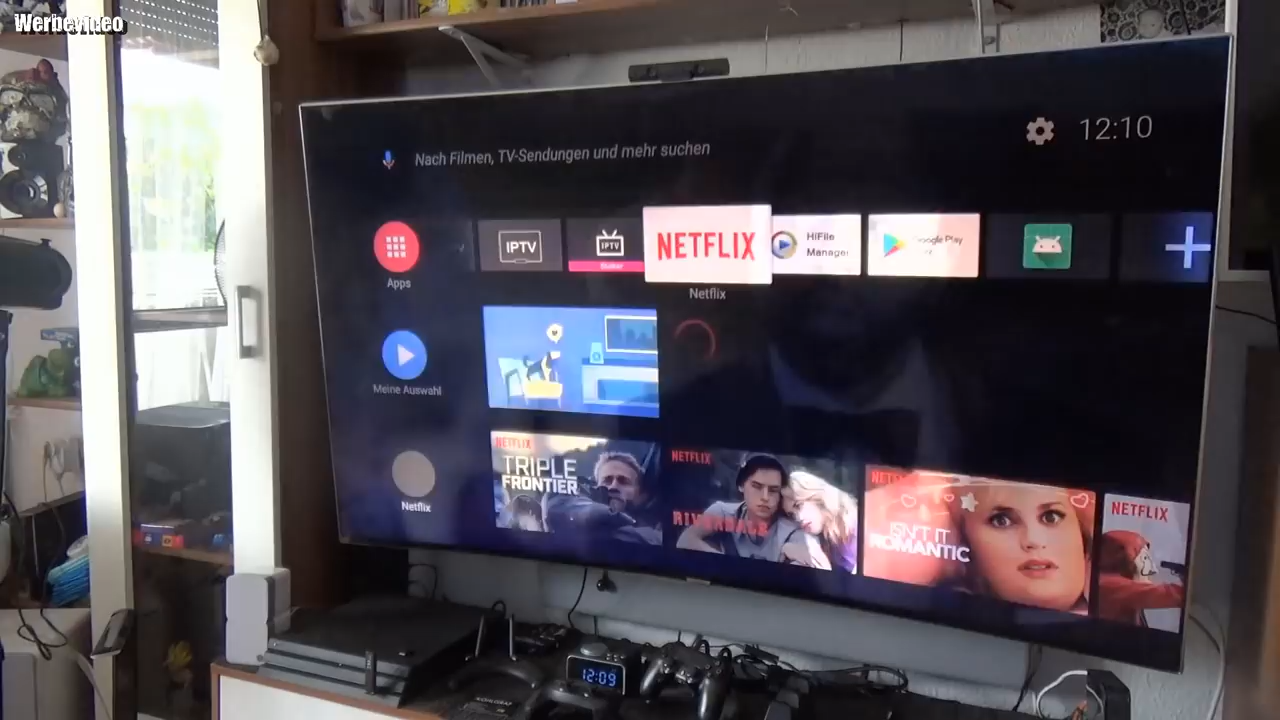 Werbevideo
12:10
Nach Filmen, TV-Sendungen und mehr suchen
IPTV
IPTV
NETFLIX
HiFile
Manager
Google Play
Apps
Netflix
Meine Auswahl
NETFLIX
TRIPLE
FRONTIER
NETFLIX
RIVERDALE
ISN'T IT
ROMANTIC
NETFLIX
Netflix
12:09